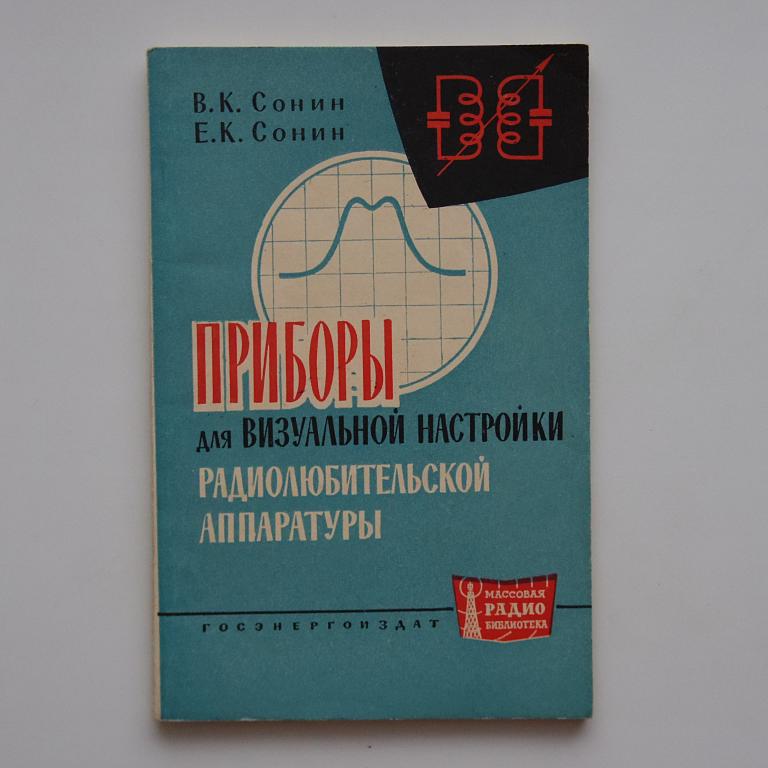 В.К. Сонин
Е.К. Сонин
ПРИБОРЫ
для ВИЗУАЛЬНОЙ НАСТРОЙКИ
РАДИОЛЮБИТЕЛЬСКОЙ
АППАРАТУРЫ
ГОСЭНЕРГОИЗДАТ
МАССОВАЯ
РАДИО
БИБЛИОТЕКА